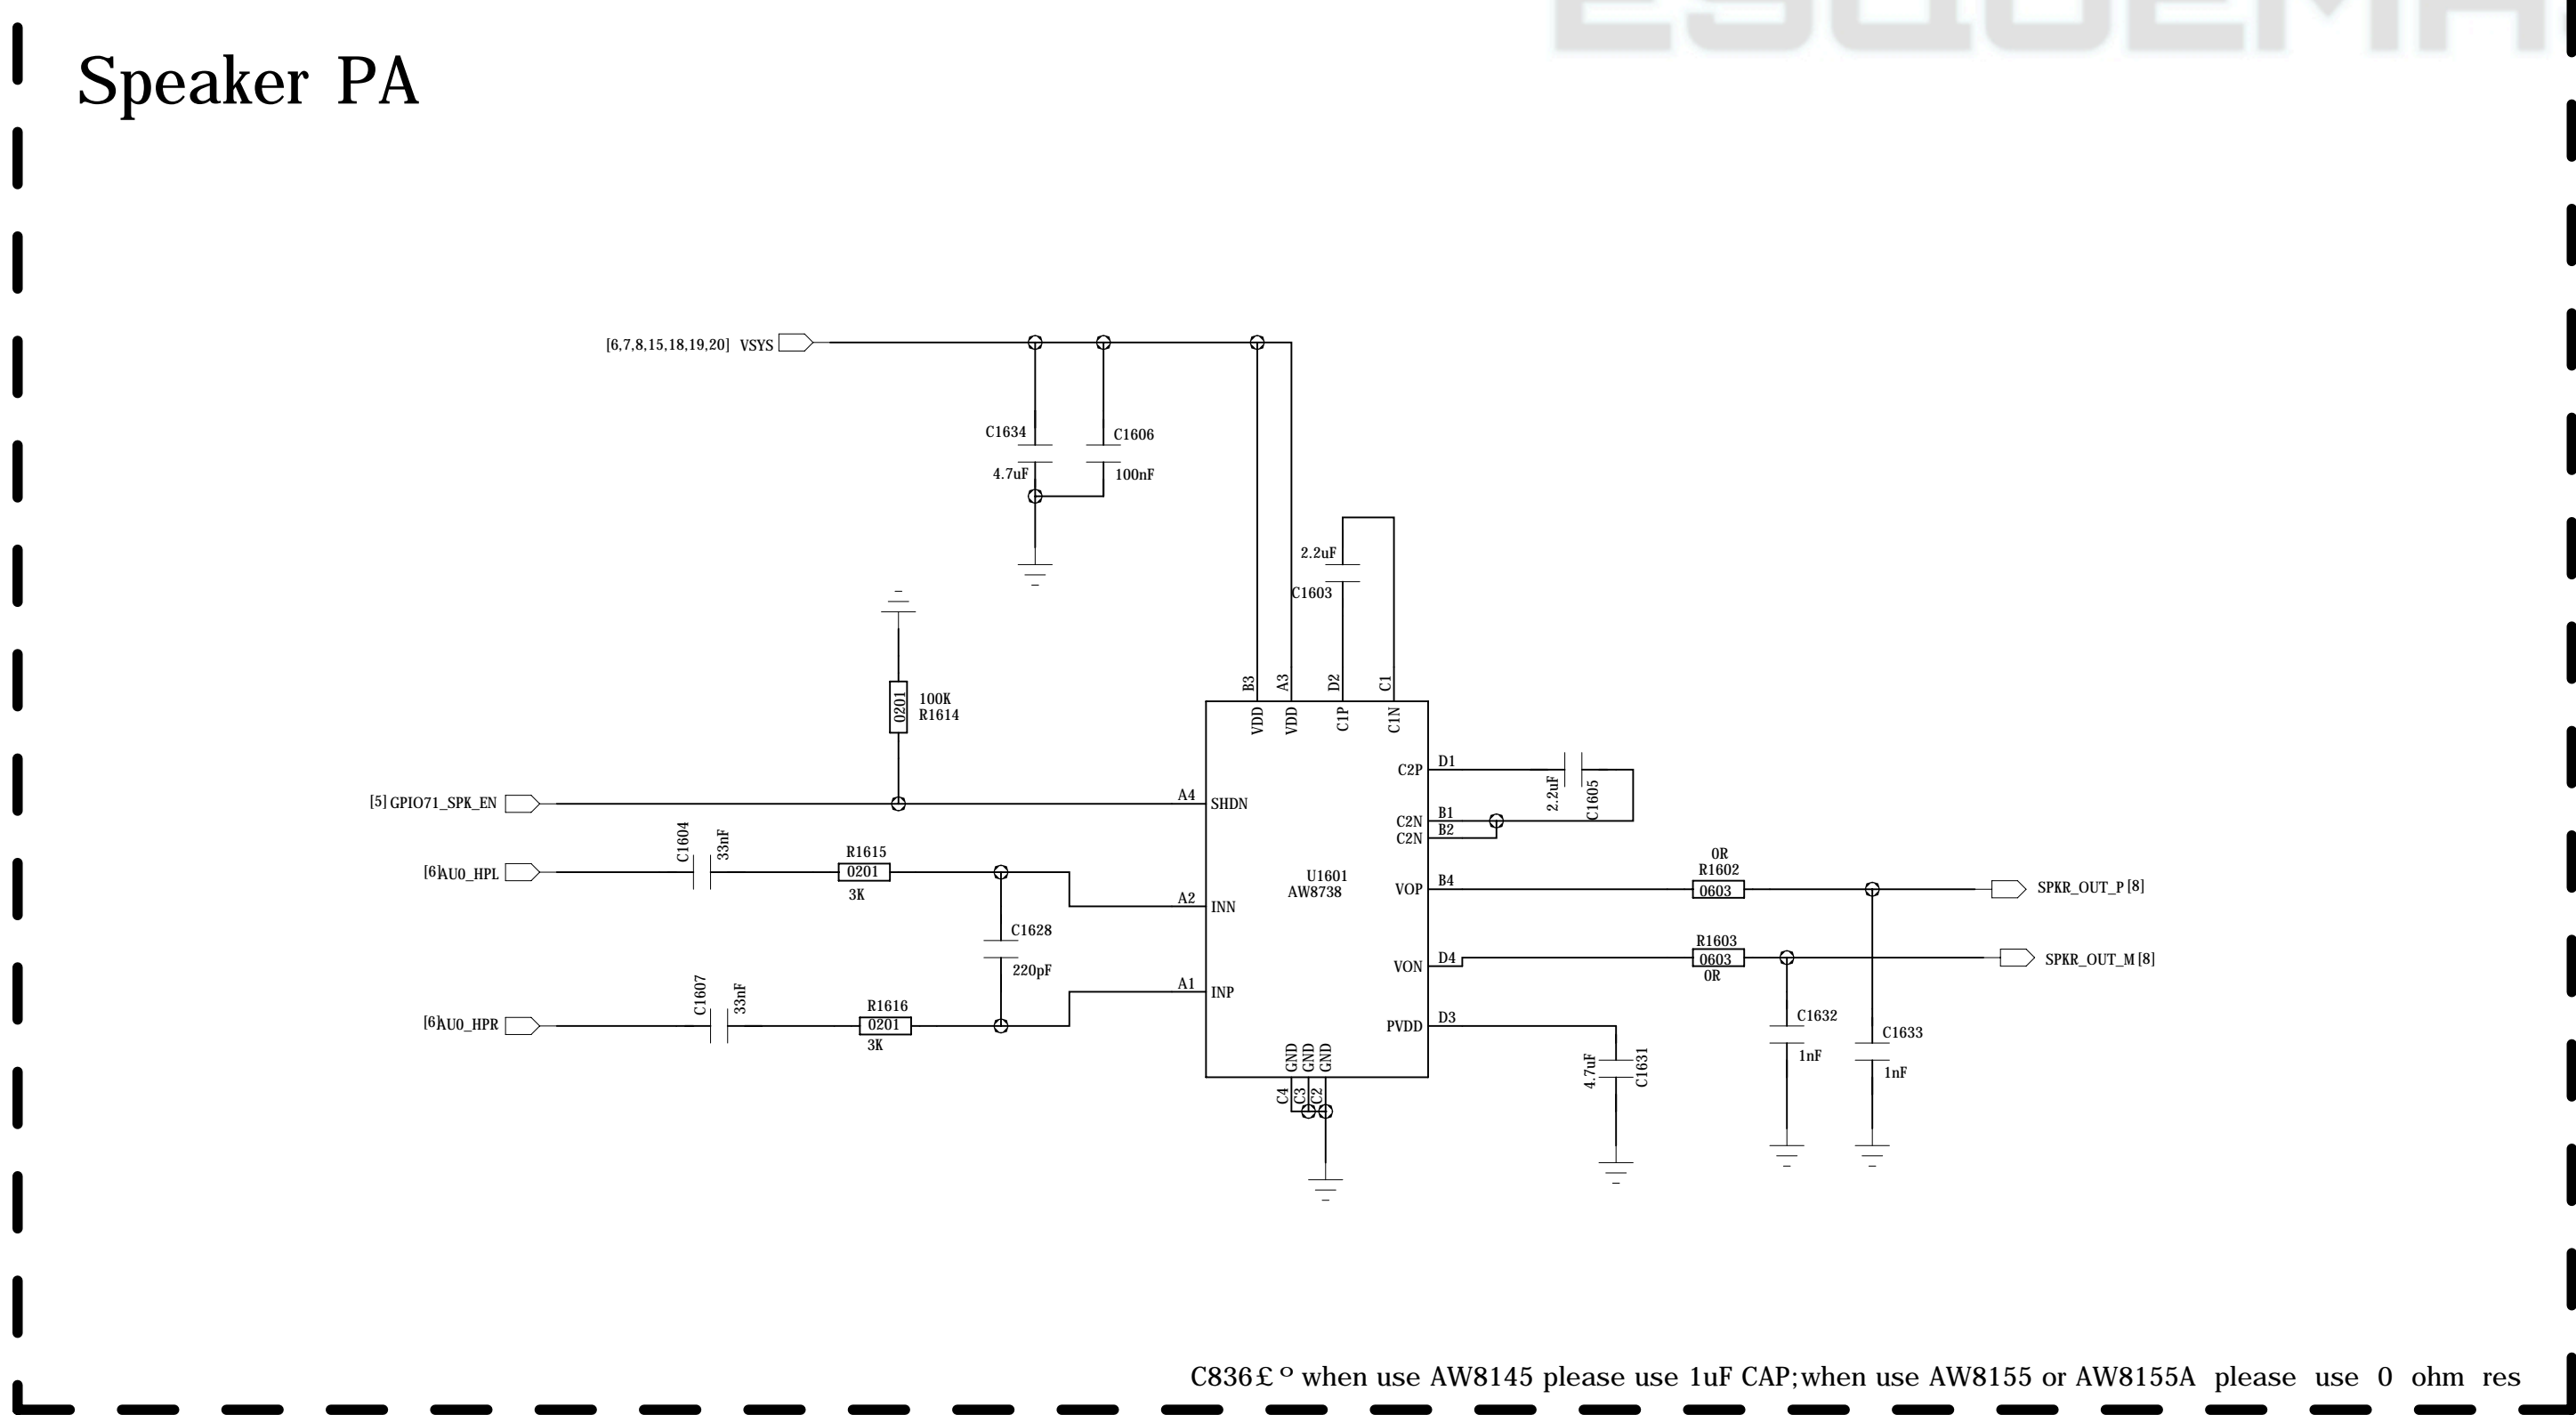 ESQUEMA
Speaker PA
[6,7,8,15,18,19,20] VSYS
C1634
4.7uF
C1606
100nF
2.2uF
C1603
0201
100K
R1614
B3
A3
D2
C1
VDD
VDD
C1P
C1N
[5] GPIO71_SPK_EN
A4
SHDN
C2P
D1
2.2uF
C1605
C2N
B1
C2N
B2
C1604
33nF
R1615
0201
3K
[6]AU0_HPL
A2
INN
U1601
AW8738
VOP
B4
0R
R1602
0603
SPKR_OUT_P[8]
C1628
220pF
VON
D4
R1603
0603
0R
SPKR_OUT_M[8]
A1
INP
C1607
33nF
R1616
0201
3K
[6]AU0_HPR
PVDD
D3
4.7uF
C1631
C1632
1nF
C1633
1nF
GND
GND
GND
C4
C3
C2
C836£º when use AW8145 please use 1uF CAP;when use AW8155 or AW8155A please use 0 ohm res